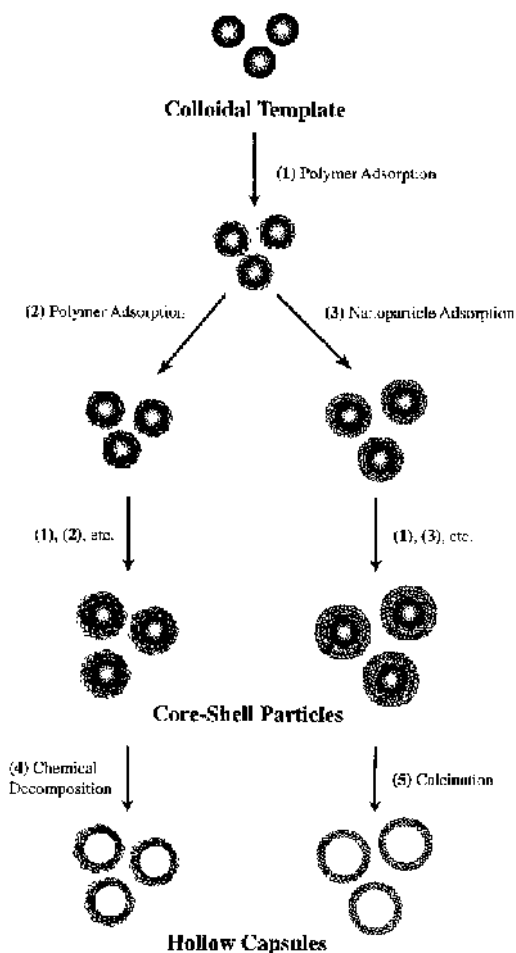 Colloidal Template
(1) Polymer Adsorption
(2) Polymer Adsorption
(3) Nanoparticle Adsorption
(1), (2), etc.
(1), (3), etc.
Core-Shell Particles
(4) Chemical
Decomposition
(5) Calcination
Hollow Capsules